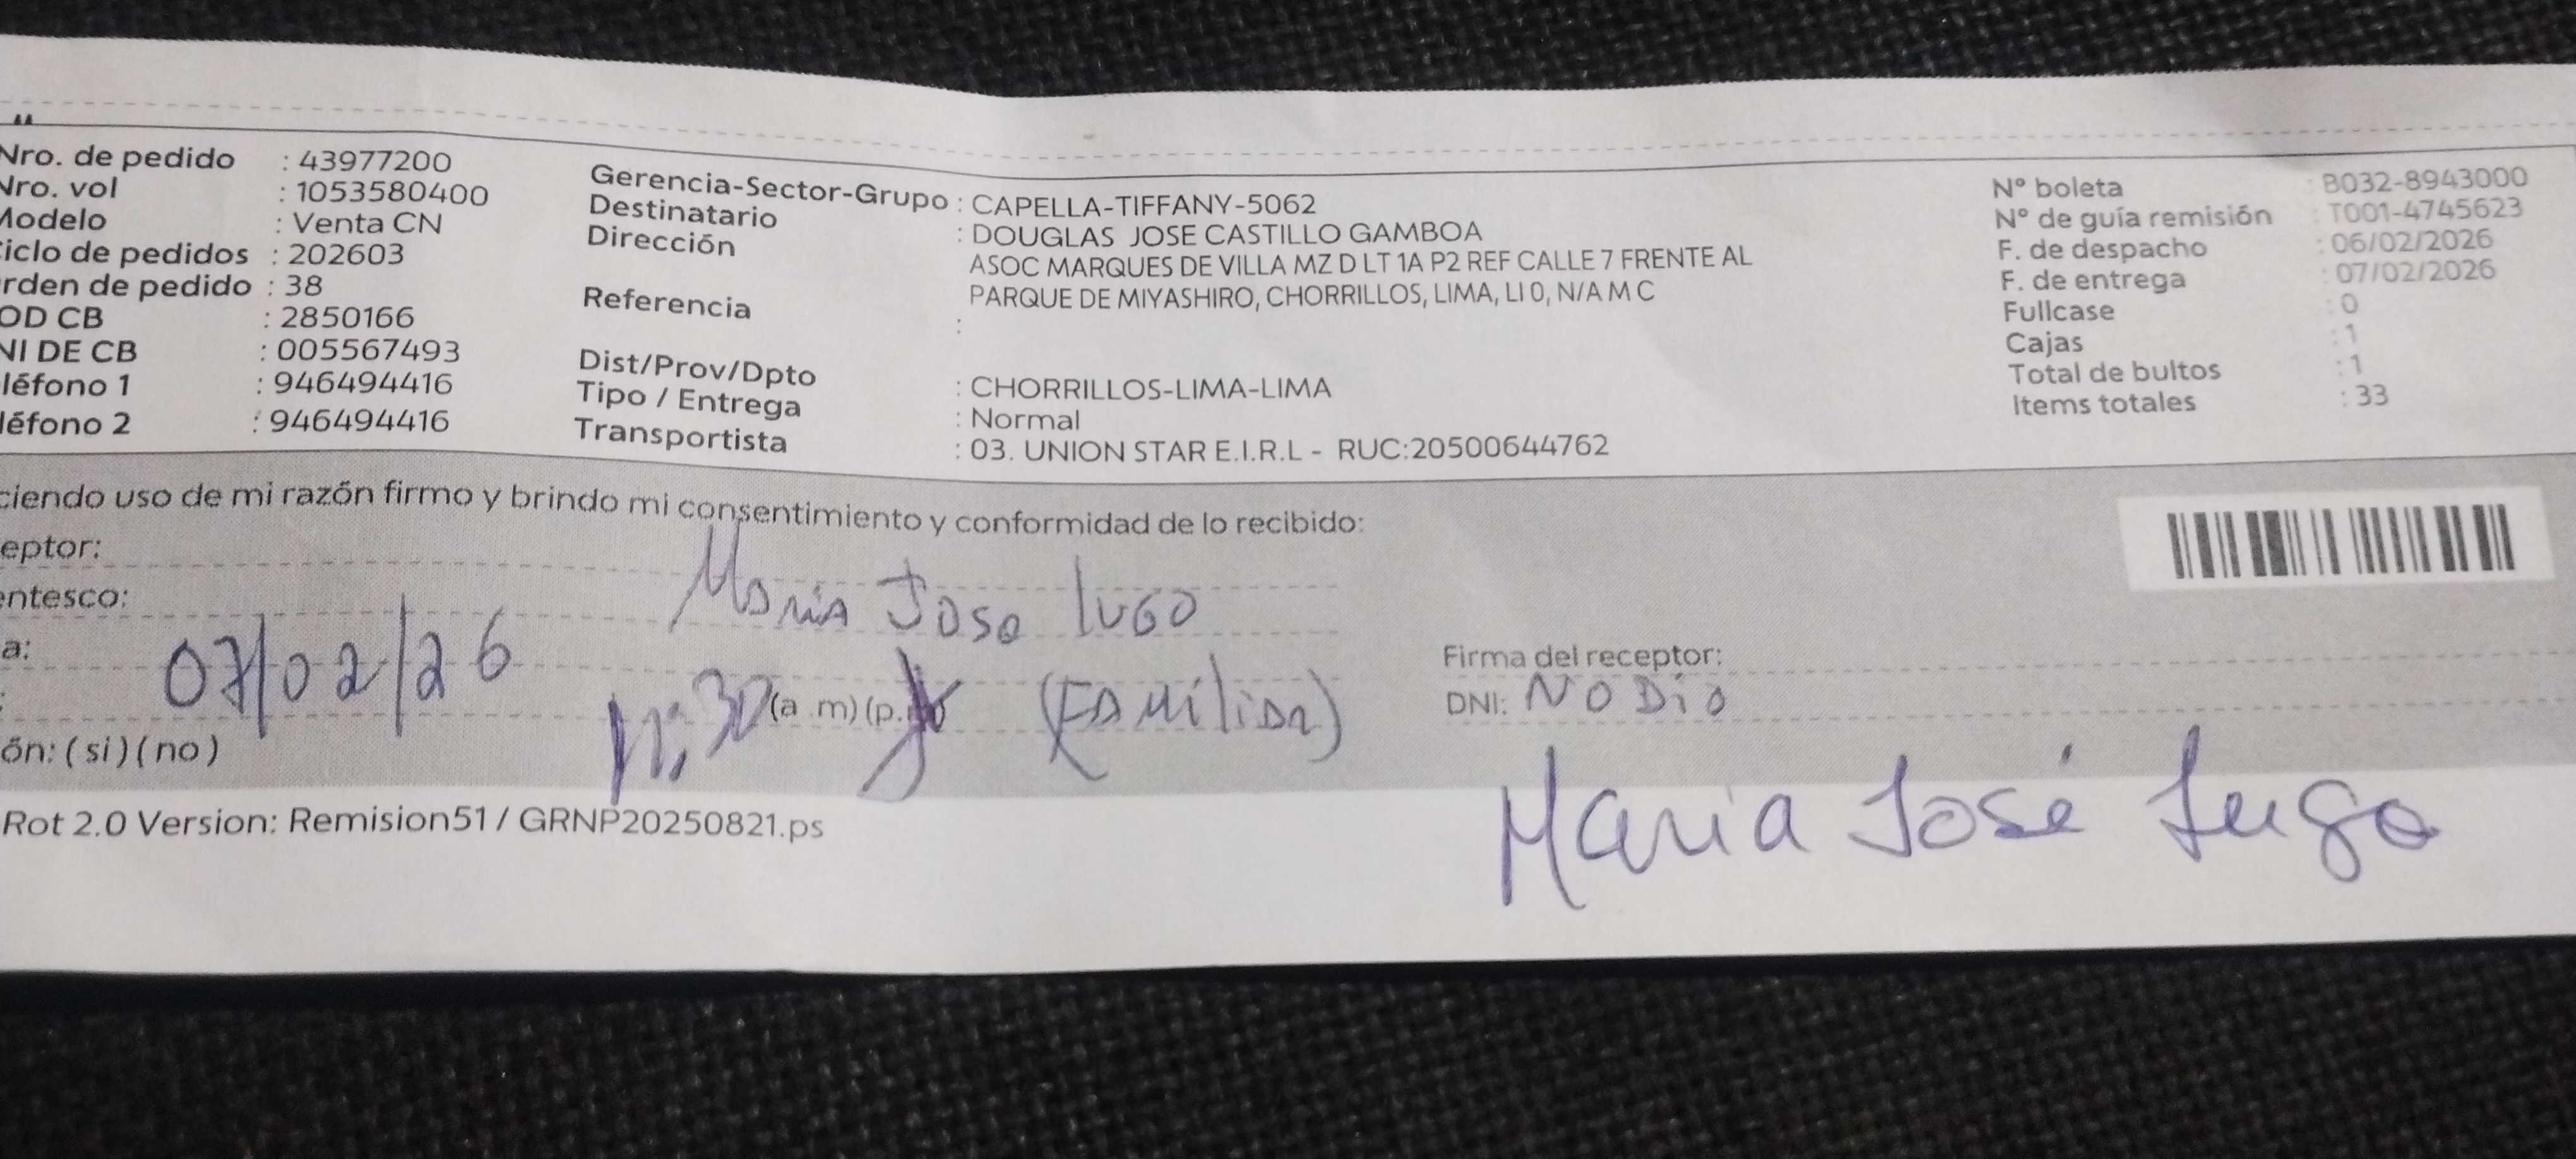 Nro. de pedido : 43977200
Nro. vol : 1053580400
Modelo : Venta CN
iclo de pedidos : 202603
rden de pedido : 38
OD CB : 2850166
NI DE CB : 005567493
léfono 1 : 946494416
léfono 2 : 946494416
Gerencia-Sector-Grupo : CAPELLA-TIFFANY-5062
Destinatario : DOUGLAS JOSE CASTILLO GAMBOA
Dirección ASOC MARQUES DE VILLA MZ D LT 1A P2 REF CALLE 7 FRENTE AL
PARQUE DE MIYASHIRO, CHORRILLOS, LIMA, LI 0, N/A M C
Referencia :
Dist/Prov/Dpto : CHORRILLOS-LIMA-LIMA
Tipo / Entrega : Normal
Transportista : 03. UNION STAR E.I.R.L - RUC:20500644762
N° boleta : B032-8943000
N° de guía remisión : T001-4745623
F. de despacho : 06/02/2026
F. de entrega : 07/02/2026
Fullcase : 0
Cajas : 1
Total de bultos : 1
Items totales : 33
ciendo uso de mi razón firmo y brindo mi consentimiento y conformidad de lo recibido:
eptor:
entesco: Maria Jose lugo
a: 07/02/26
: 11:30 (a .m) (p. (Familiar)
ón: ( si ) ( no )
Firma del receptor:
DNI: NO Dio
Maria José Lugo
Rot 2.0 Version: Remision51 / GRNP20250821.ps